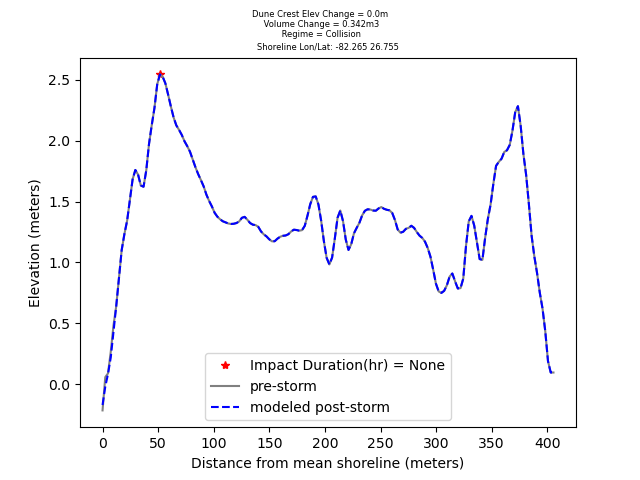 Dune Crest Elev Change = 0.0m
Volume Change = 0.342m3
Regime = Collision
Shoreline Lon/Lat: -82.265 26.755
2.5
2.0
1.5
1.0
0.5
0.0
Elevation (meters)
Impact Duration(hr) = None
pre-storm
modeled post-storm
0 50 100 150 200 250 300 350 400
Distance from mean shoreline (meters)